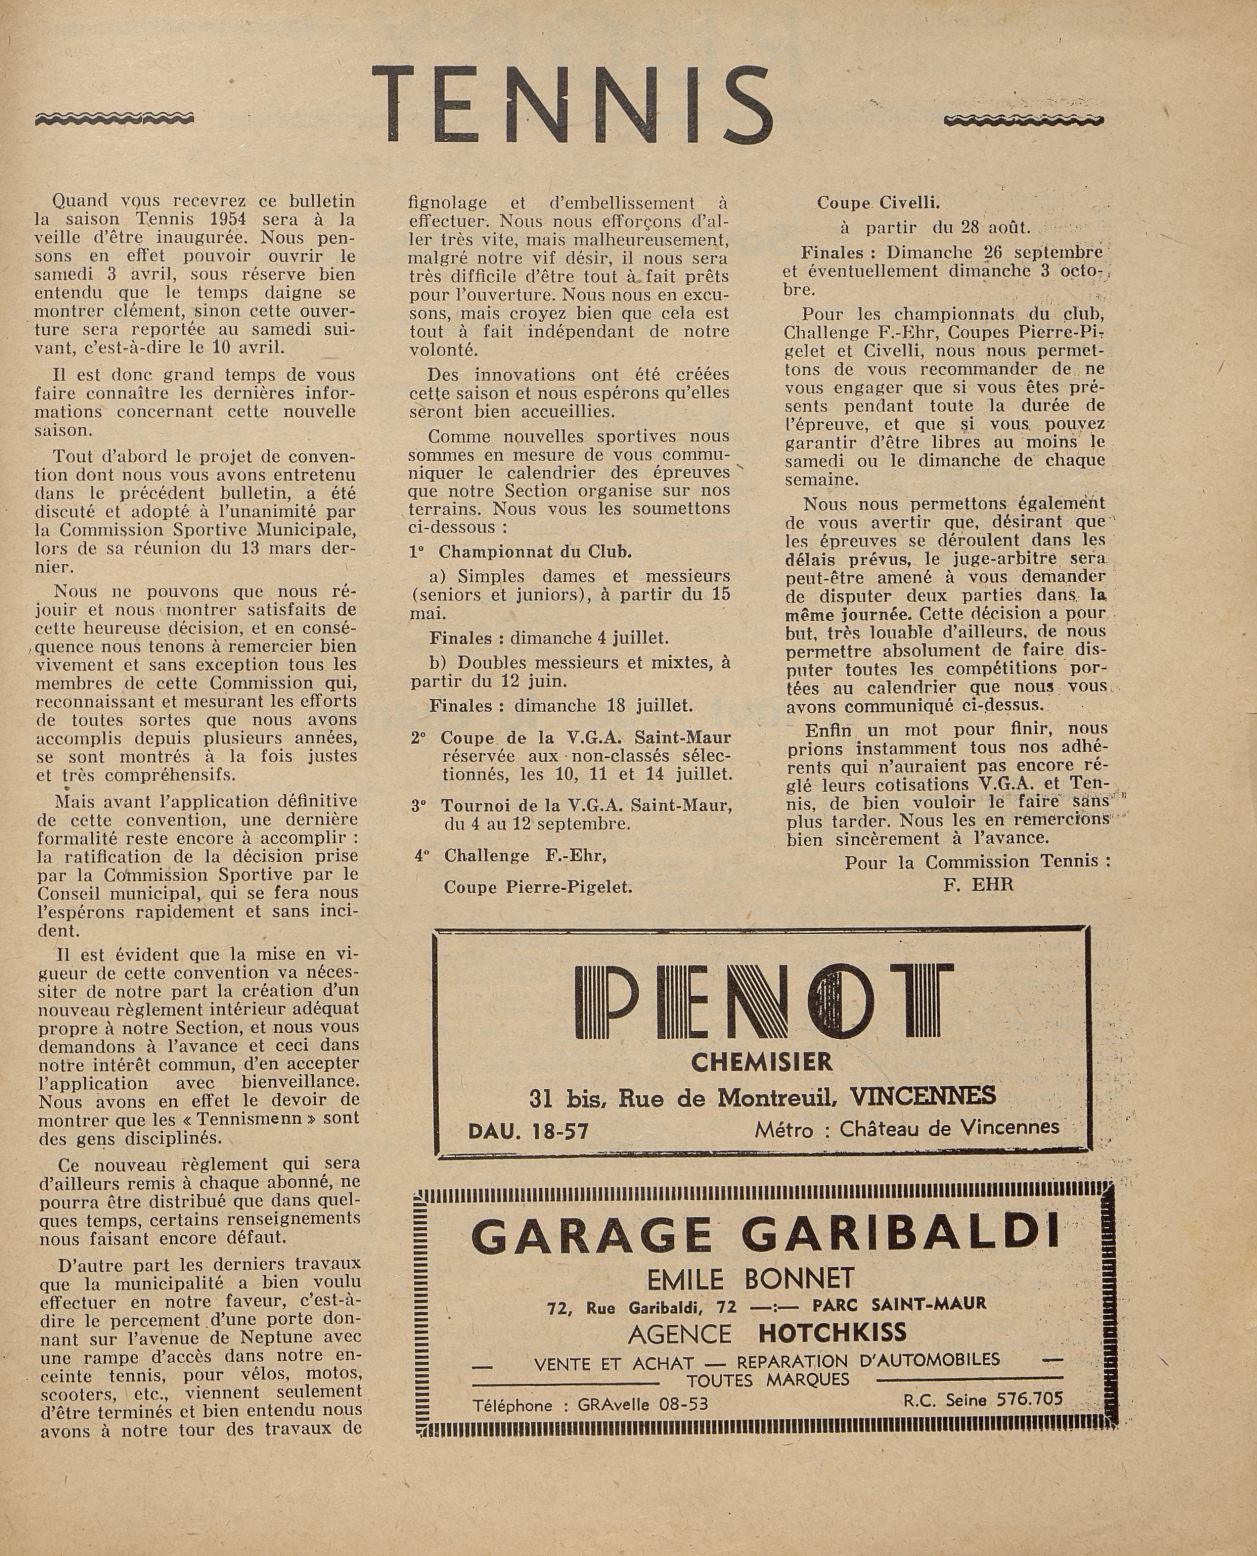 TENNIS
Quand vous recevrez ce bulletin
la saison Tennis 1954 sera à la
veille d'être inaugurée. Nous pen-
sons en effet pouvoir ouvrir le
samedi 3 avril, sous réserve bien
entendu que le temps daigne se
montrer clément, sinon cette ouver-
ture sera reportée au samedi sui-
vant, c'est-à-dire le 10 avril.
Il est donc grand temps de vous
faire connaître les dernières infor-
mations concernant cette nouvelle
saison.
Tout d'abord le projet de conven-
tion dont nous vous avons entretenu
dans le précédent bulletin, a été
discuté et adopté à l'unanimité par
la Commission Sportive Municipale,
lors de sa réunion du 13 mars der-
nier.
Nous ne pouvons que nous ré-
jouir et nous montrer satisfaits de
cette heureuse décision, et en consé-
quence nous tenons à remercier bien
vivement et sans exception tous les
membres de cette Commission qui,
reconnaissant et mesurant les efforts
de toutes sortes que nous avons
accomplis depuis plusieurs années,
se sont montrés à la fois justes
et très compréhensifs.
Mais avant l'application définitive
de cette convention, une dernière
formalité reste encore à accomplir :
la ratification de la décision prise
par la Commission Sportive par le
Conseil municipal, qui se fera nous
l'espérons rapidement et sans inci-
dent.
Il est évident que la mise en vi-
gueur de cette convention va néces-
siter de notre part la création d'un
nouveau règlement intérieur adéquat
propre à notre Section, et nous vous
demandons à l'avance et ceci dans
notre intérêt commun, d'en accepter
l'application avec bienveillance.
Nous avons en effet le devoir de
montrer que les « Tennismenn » sont
des gens disciplinés.
Ce nouveau règlement qui sera
d'ailleurs remis à chaque abonné, ne
pourra être distribué que dans quel-
ques temps, certains renseignements
nous faisant encore défaut.
D'autre part les derniers travaux
que la municipalité a bien voulu
effectuer en notre faveur, c'est-à-
dire le percement d'une porte don-
nant sur l'avenue de Neptune avec
une rampe d'accès dans notre en-
ceinte tennis, pour vélos, motos,
scooters, etc., viennent seulement
d'être terminés et bien entendu nous
avons à notre tour des travaux de
fignolage et d'embellissement à
effectuer. Nous nous efforçons d'al-
ler très vite, mais malheureusement,
malgré notre vif désir, il nous sera
très difficile d'être tout à fait prêts
pour l'ouverture. Nous nous en excu-
sons, mais croyez bien que cela est
tout à fait indépendant de notre
volonté.
Des innovations ont été créées
cette saison et nous espérons qu'elles
seront bien accueillies.
Comme nouvelles sportives nous
sommes en mesure de vous commu-
niquer le calendrier des épreuves
que notre Section organise sur nos
terrains. Nous vous les soumettons
ci-dessous :
1° Championnat du Club.
a) Simples dames et messieurs
(seniors et juniors), à partir du 15
mai.
Finales : dimanche 4 juillet.
b) Doubles messieurs et mixtes, à
partir du 12 juin.
Finales : dimanche 18 juillet.
2° Coupe de la V.G.A. Saint-Maur
réservée aux non-classés sélec-
tionnés, les 10, 11 et 14 juillet.
3° Tournoi de la V.G.A. Saint-Maur,
du 4 au 12 septembre.
4° Challenge F.-Ehr,
Coupe Pierre-Pigelet.
Coupe Civelli.
à partir du 28 août.
Finales : Dimanche 26 septembre
et éventuellement dimanche 3 octo-
bre.
Pour les championnats du club,
Challenge F.-Ehr, Coupes Pierre-Pi-
gelet et Civelli, nous nous permet-
tons de vous recommander de ne
vous engager que si vous êtes pré-
sents pendant toute la durée de
l'épreuve, et que si vous pouvez
garantir d'être libres au moins le
samedi ou le dimanche de chaque
semaine.
Nous nous permettons également
de vous avertir que, désirant que
les épreuves se déroulent dans les
délais prévus, le juge-arbitre sera
peut-être amené à vous demander
de disputer deux parties dans la
même journée. Cette décision a pour
but, très louable d'ailleurs, de nous
permettre absolument de faire dis-
puter toutes les compétitions por-
tées au calendrier que nous vous
avons communiqué ci-dessus.
Enfin un mot pour finir, nous
prions instamment tous nos adhé-
rents qui n'auraient pas encore ré-
glé leurs cotisations V.G.A. et Ten-
nis, de bien vouloir le faire sans
plus tarder. Nous les en remercions
bien sincèrement à l'avance.
Pour la Commission Tennis :
F. EHR
PENOT
CHEMISIER
31 bis, Rue de Montreuil, VINCENNES
DAU. 18-57 Métro : Château de Vincennes
GARAGE GARIBALDI
EMILE BONNET
72, Rue Garibaldi, 72 —:— PARC SAINT-MAUR
AGENCE HOTCHKISS
— VENTE ET ACHAT — REPARATION D'AUTOMOBILES —
TOUTES MARQUES
Téléphone : GRAvelle 08-53 R.C. Seine 576.705